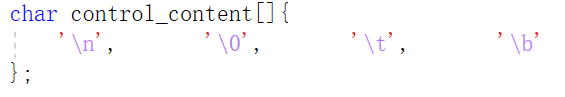 char control_content[]{
'\n', '\0', '\t', '\b'
};